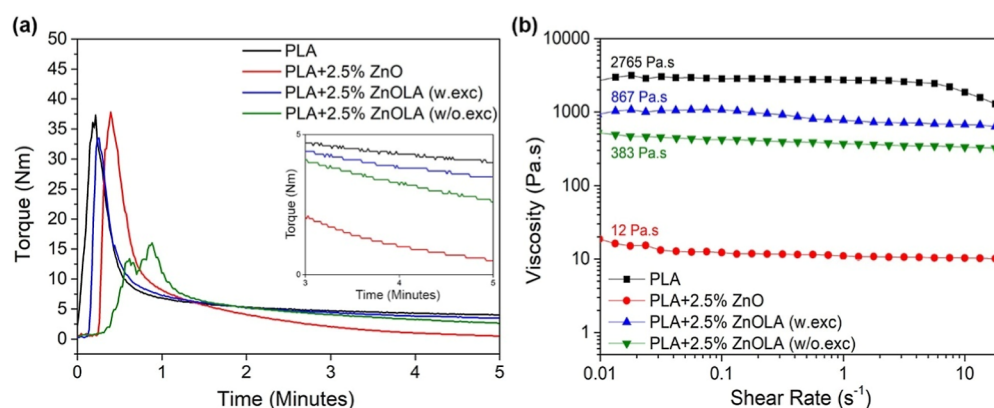 (a)
50
45
40
35
30
25
20
15
10
5
0
Torque (Nm)
PLA
PLA+2.5% ZnO
PLA+2.5% ZnOLA (w.exc)
PLA+2.5% ZnOLA (w/o.exc)
5
0
Torque (Nm)
3
4
5
Time (Minutes)
0
1
2
3
4
5
Time (Minutes)
(b)
10000
1000
100
10
1
Viscosity (Pa.s)
2765 Pa.s
867 Pa.s
383 Pa.s
12 Pa.s
PLA
PLA+2.5% ZnO
PLA+2.5% ZnOLA (w.exc)
PLA+2.5% ZnOLA (w/o.exc)
0.01
0.1
1
10
Shear Rate (s⁻¹)